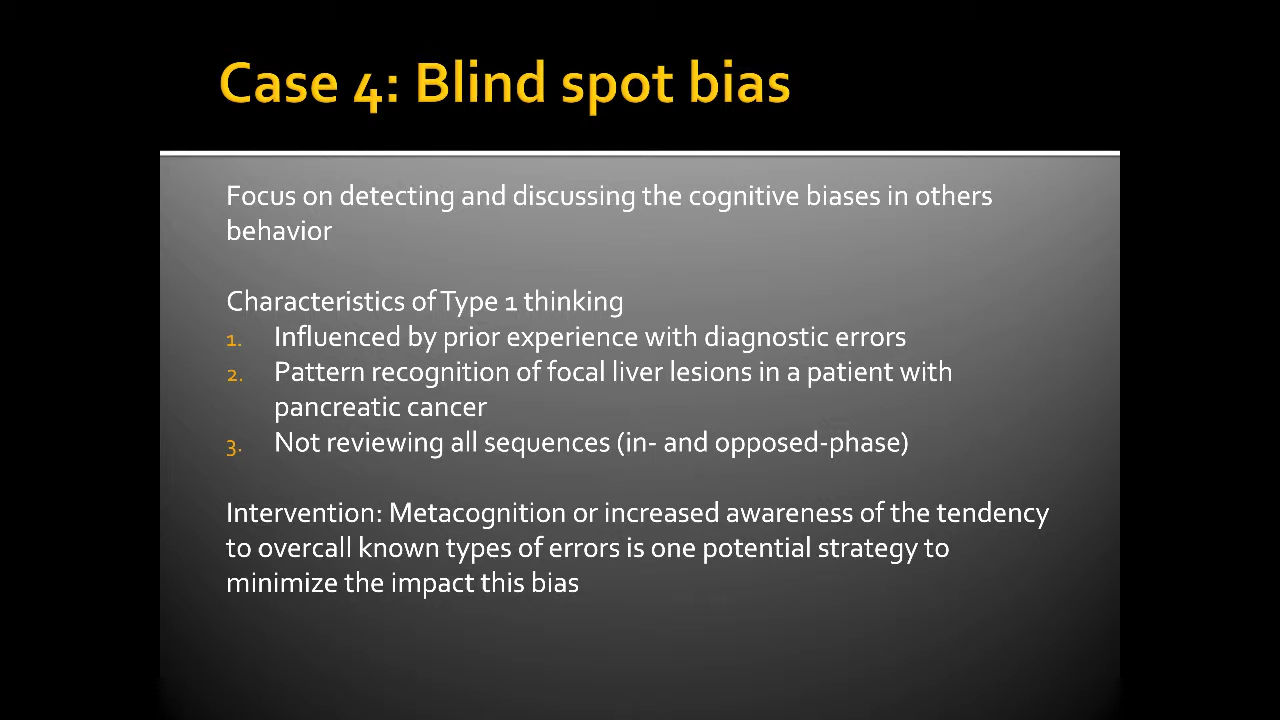 Case 4: Blind spot bias
Focus on detecting and discussing the cognitive biases in others
behavior
Characteristics of Type 1 thinking
1. Influenced by prior experience with diagnostic errors
2. Pattern recognition of focal liver lesions in a patient with
pancreatic cancer
3. Not reviewing all sequences (in- and opposed-phase)
Intervention: Metacognition or increased awareness of the tendency
to overcall known types of errors is one potential strategy to
minimize the impact this bias